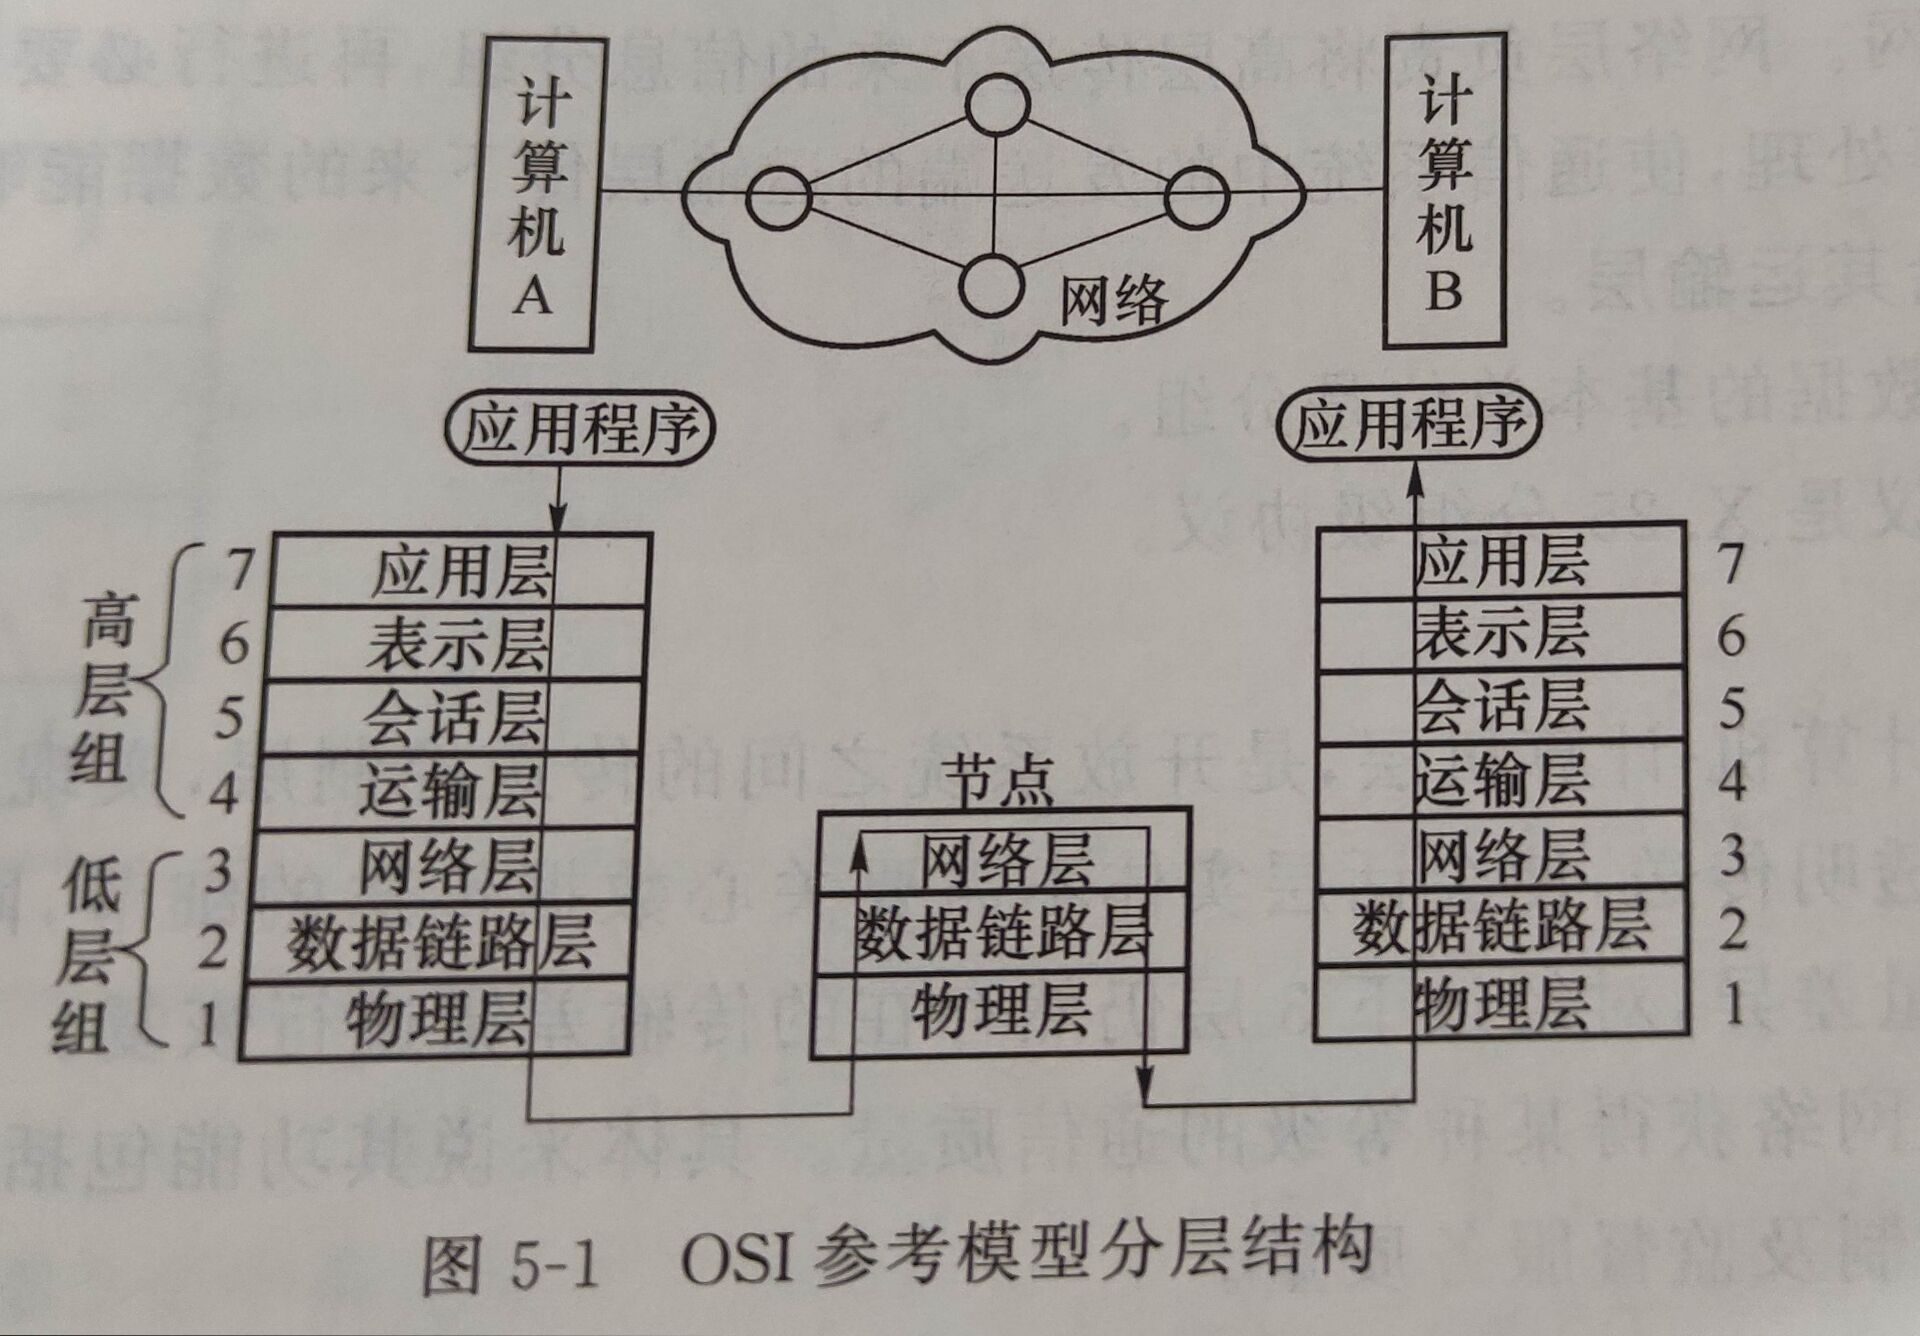 计算机A
计算机B
网络
应用程序
应用程序
高层组
低层组
7 应用层
6 表示层
5 会话层
4 运输层
3 网络层
2 数据链路层
1 物理层
节点
网络层
数据链路层
物理层
应用层 7
表示层 6
会话层 5
运输层 4
网络层 3
数据链路层 2
物理层 1
图 5-1 OSI 参考模型分层结构